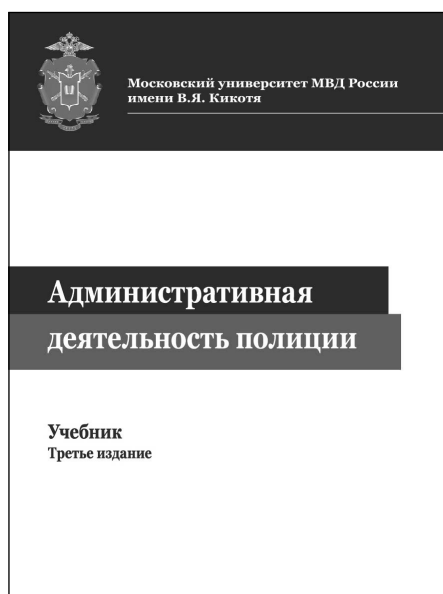 Московский университет МВД России
имени В.Я. Кикотя
Административная
деятельность полиции
Учебник
Третье издание